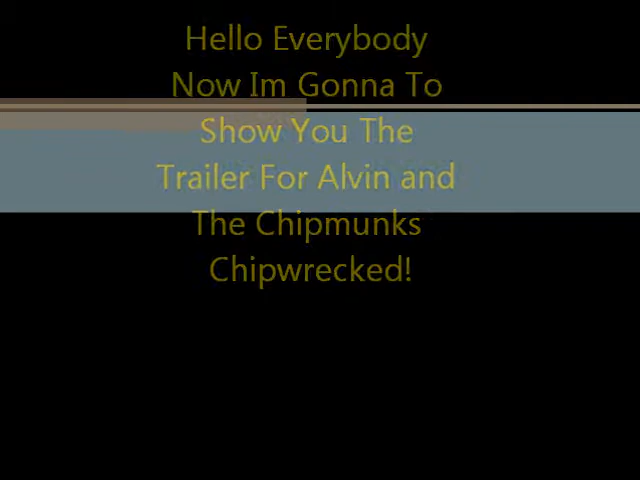 Hello Everybody
Now Im Gonna To
Show You The
Trailer For Alvin and
The Chipmunks
Chipwrecked!